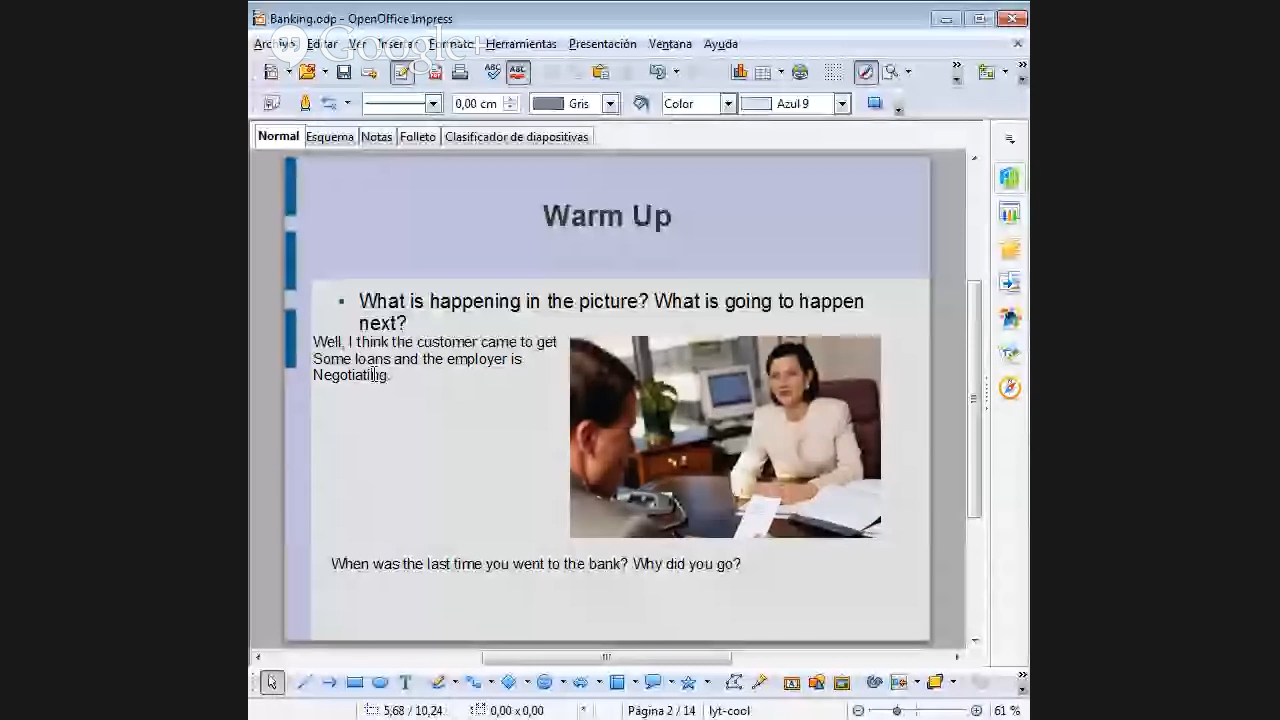 Banking.odp - OpenOffice Impress
Google+
Archivo Editar Ver Insertar Formato Herramientas Presentación Ventana Ayuda
ABC ABC
0,00 cm Gris Color Azul 9
Normal Esquema Notas Folleto Clasificador de diapositivas
Warm Up
• What is happening in the picture? What is going to happen
next?
Well, I think the customer came to get
Some loans and the employer is
Negotiating.
When was the last time you went to the bank? Why did you go?
5,68 / 10,24 0,00 x 0,00 * Página 2 / 14 lyt-cool 61 %